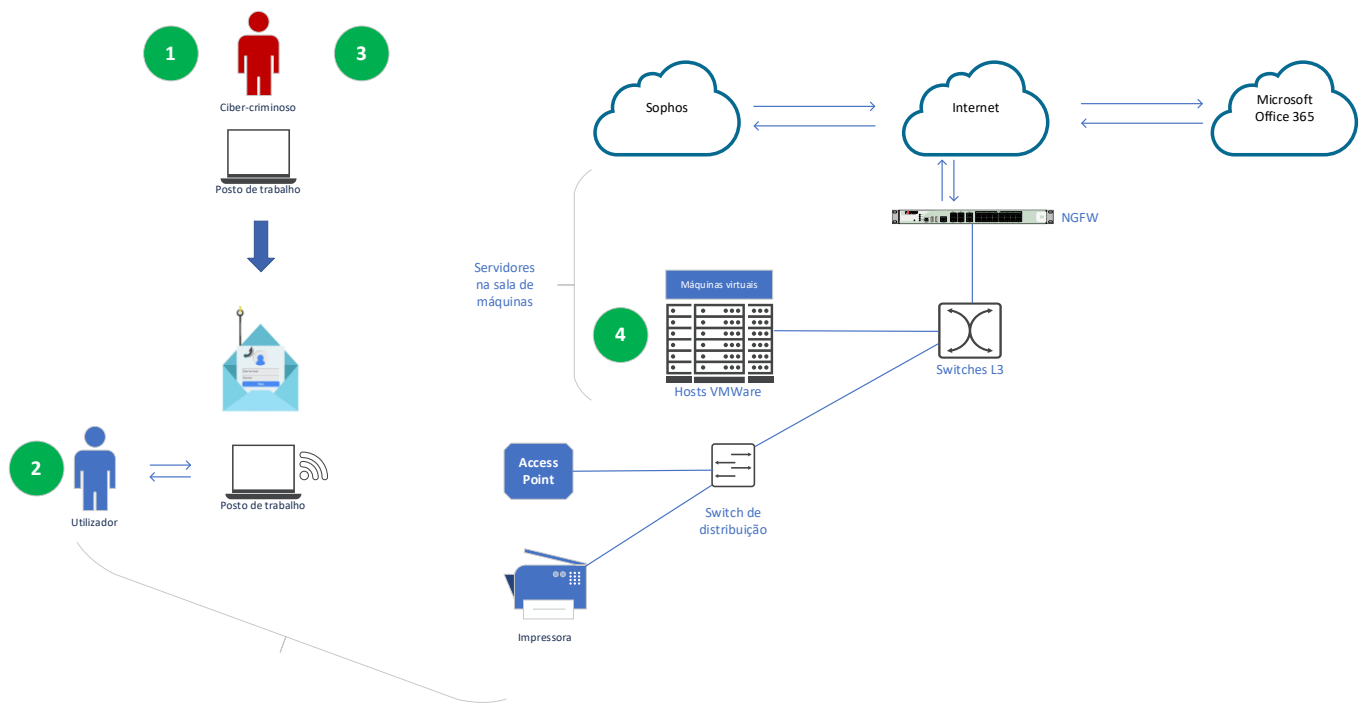 1
3
Ciber-criminoso
Posto de trabalho
Sophos
Internet
Microsoft
Office 365
NGFW
Servidores
na sala de
máquinas
Máquinas virtuais
4
Hosts VMWare
Switches L3
2
Utilizador
Posto de trabalho
Access
Point
Switch de
distribuição
Impressora